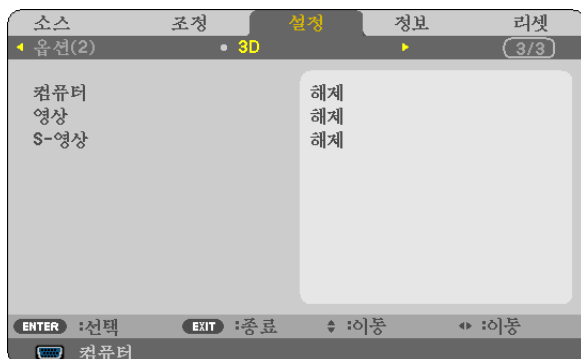 소스 조정 설정 정보 리셋
옵션(2) 3D 3/3
컴퓨터 해제
영상 해제
S-영상 해제
ENTER :선택 EXIT :종료 :이동 :이동
컴퓨터